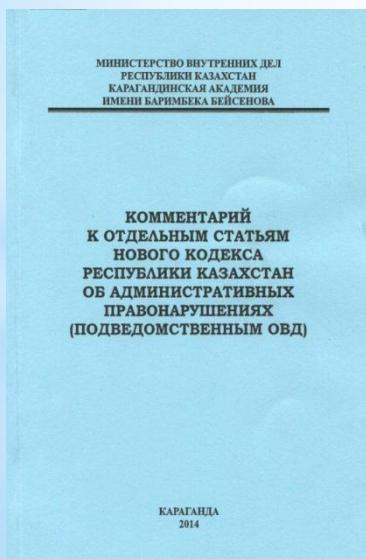 МИНИСТЕРСТВО ВНУТРЕННИХ ДЕЛ
РЕСПУБЛИКИ КАЗАХСТАН
КАРАГАНДИНСКАЯ АКАДЕМИЯ
ИМЕНИ БАРИМБЕКА БЕЙСЕНОВА
КОММЕНТАРИЙ
К ОТДЕЛЬНЫМ СТАТЬЯМ
НОВОГО КОДЕКСА
РЕСПУБЛИКИ КАЗАХСТАН
ОБ АДМИНИСТРАТИВНЫХ
ПРАВОНАРУШЕНИЯХ
(ПОДВЕДОМСТВЕННЫМ ОВД)
КАРАГАНДА
2014